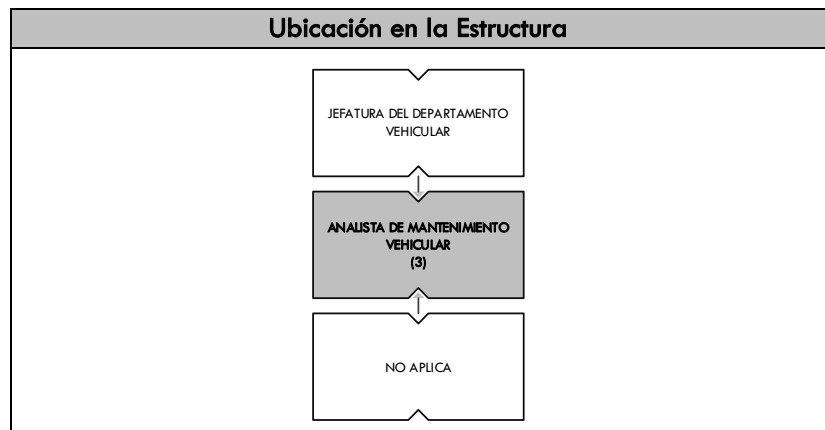 Ubicación en la Estructura
JEFATURA DEL DEPARTAMENTO
VEHICULAR
ANALISTA DE MANTENIMIENTO
VEHICULAR
(3)
NO APLICA